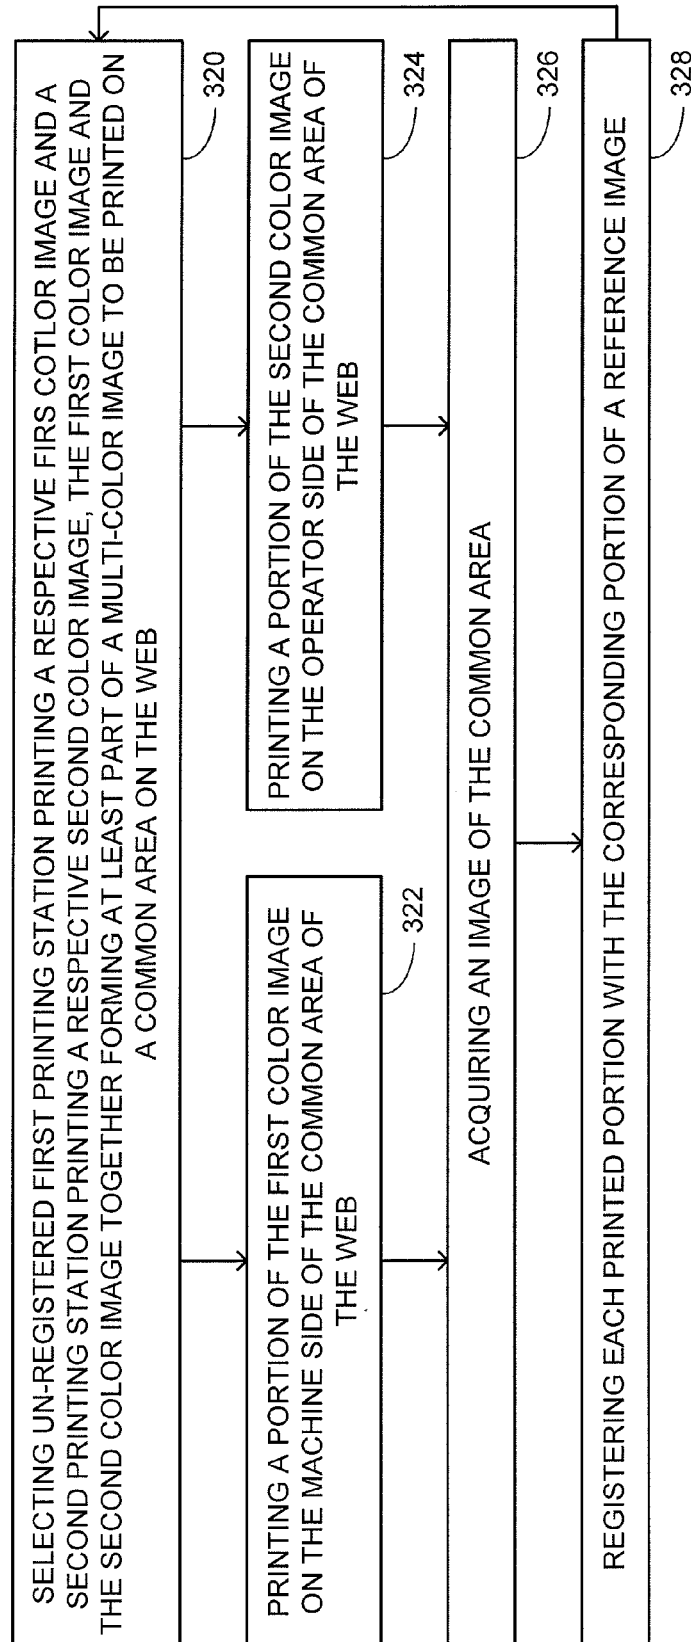 SELECTING UN-REGISTERED FIRST PRINTING STATION PRINTING A RESPECTIVE FIRS COTLOR IMAGE AND A
SECOND PRINTING STATION PRINTING A RESPECTIVE SECOND COLOR IMAGE, THE FIRST COLOR IMAGE AND
THE SECOND COLOR IMAGE TOGETHER FORMING AT LEAST PART OF A MULTI-COLOR IMAGE TO BE PRINTED ON
A COMMON AREA ON THE WEB
320
PRINTING A PORTION OF THE FIRST COLOR IMAGE
ON THE MACHINE SIDE OF THE COMMON AREA OF
THE WEB
322
PRINTING A PORTION OF THE SECOND COLOR IMAGE
ON THE OPERATOR SIDE OF THE COMMON AREA OF
THE WEB
324
ACQUIRING AN IMAGE OF THE COMMON AREA
326
REGISTERING EACH PRINTED PORTION WITH THE CORRESPONDING PORTION OF A REFERENCE IMAGE
328